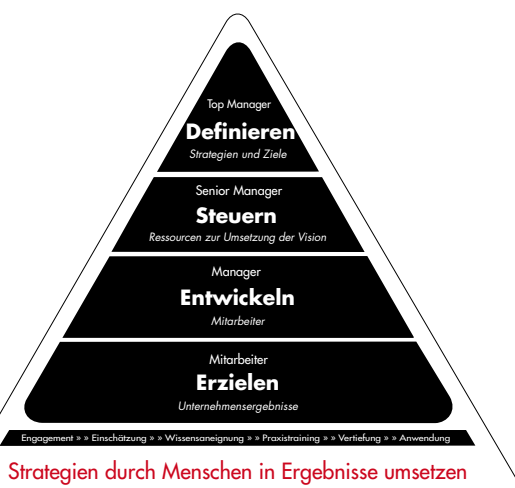 Top Manager
Definieren
Strategien und Ziele
Senior Manager
Steuern
Ressourcen zur Umsetzung der Vision
Manager
Entwickeln
Mitarbeiter
Mitarbeiter
Erzielen
Unternehmensergebnisse
Engagement » » Einschätzung » » Wissensaneignung » » Praxistraining » » Vertiefung » » Anwendung
Strategien durch Menschen in Ergebnisse umsetzen